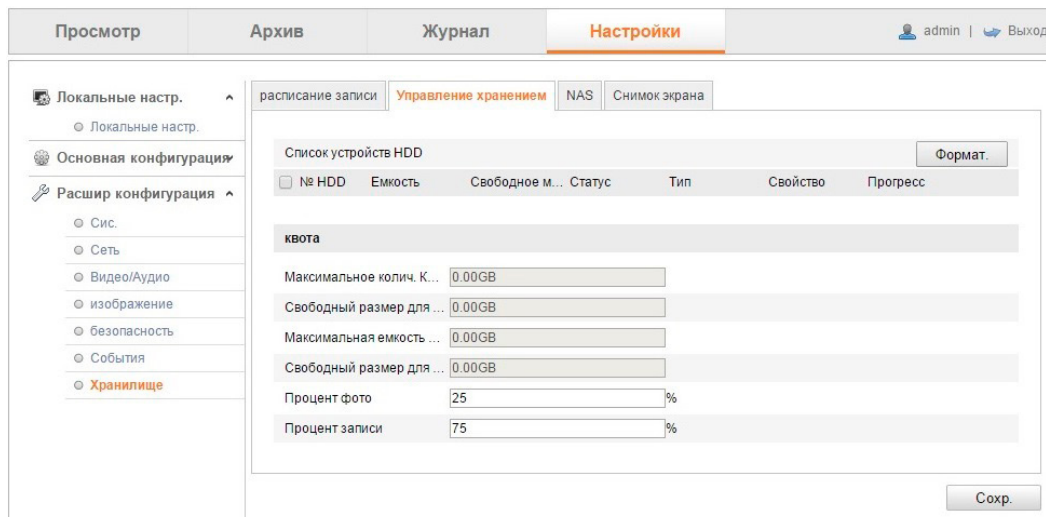 Просмотр Архив Журнал Настройки admin | Выход
Локальные настр.
Локальные настр.
Основная конфигурация
Расшир конфигурация
Сис.
Сеть
Видео/Аудио
изображение
безопасность
События
Хранилище
расписание записи Управление хранением NAS Снимок экрана
Список устройств HDD Формат.
№ HDD Емкость Свободное м... Статус Тип Свойство Прогресс
квота
Максимальное колич. К... 0.00GB
Свободный размер для ... 0.00GB
Максимальная емкость ... 0.00GB
Свободный размер для ... 0.00GB
Процент фото 25 %
Процент записи 75 %
Сохр.